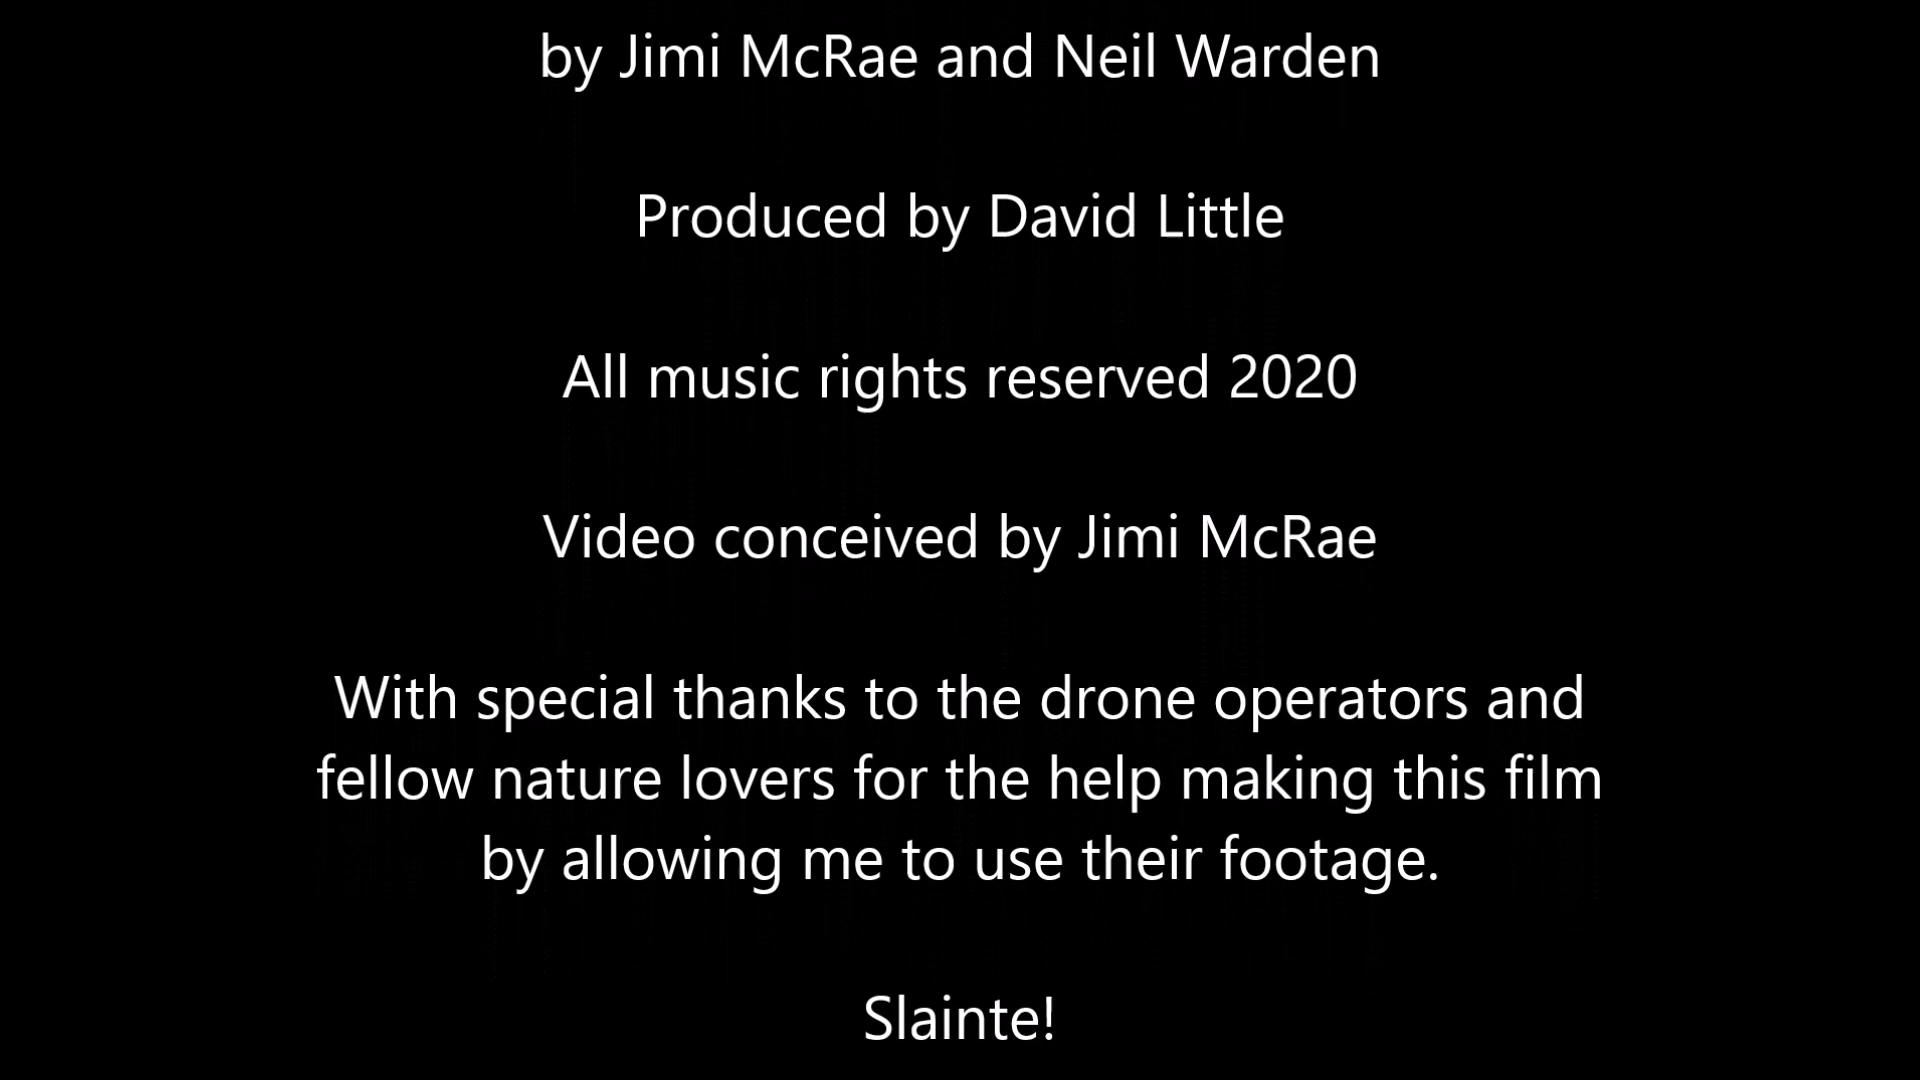 by Jimi McRae and Neil Warden
Produced by David Little
All music rights reserved 2020
Video conceived by Jimi McRae
With special thanks to the drone operators and
fellow nature lovers for the help making this film
by allowing me to use their footage.
Slainte!